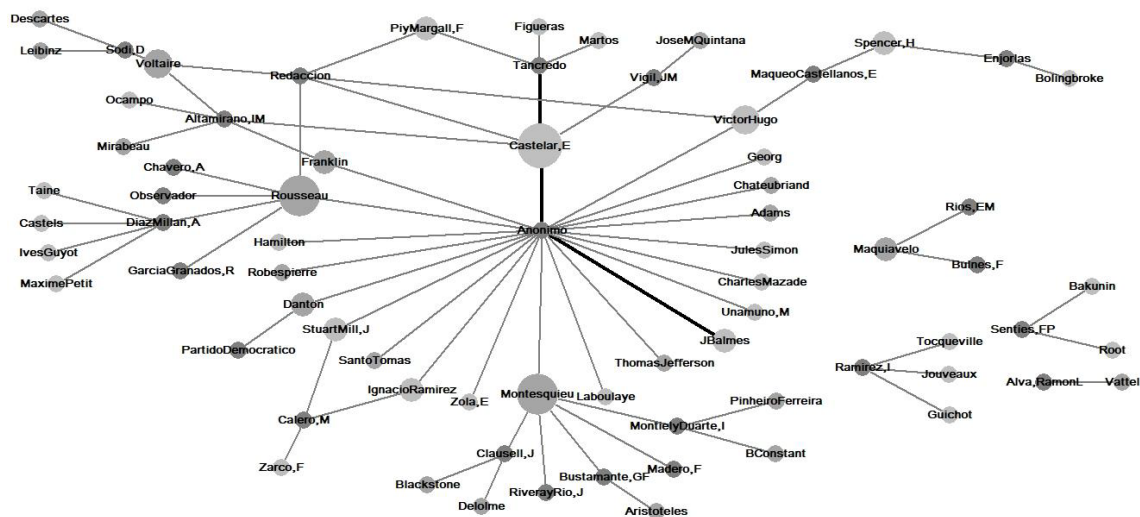 Descartes
Figueras
PiyMargall,F
Martos
JoseMQuintana
Spencer,H
Leibinz
Sodi,D
Voltaire
Enjorlas
Tancredo
Redaccion
Vigil,JM
MaqueoCastellanos,E
Bolingbroke
Ocampo
Altamirano,IM
VictorHugo
Mirabeau
Castelar,E
Georg
Franklin
Chavero,A
Chateubriand
Taine
Observador
Rousseau
Rios,EM
Castels
DiazMillan,A
Adams
Anonimo
Hamilton
JulesSimon
Maquiavelo
IvesGuyot
Bulnes,F
GarciaGranados,R
Robespierre
MaximePetit
CharlesMazade
Bakunin
Danton
Unamuno,M
StuartMill,J
Senties,FP
JBalmes
Tocqueville
PartidoDemocratico
SantoTomas
ThomasJefferson
Root
Ramirez,I
Jouveaux
IgnacioRamirez
Alva,RamonL
Vattel
Zola,E
Montesquieu
Laboulaye
PinheiroFerreira
Guichot
Calero,M
MontielyDuarte,I
Clausell,J
BConstant
Zarco,F
Madero,F
Bustamante,GF
Blackstone
RiverayRio,J
Delolme
Aristoteles